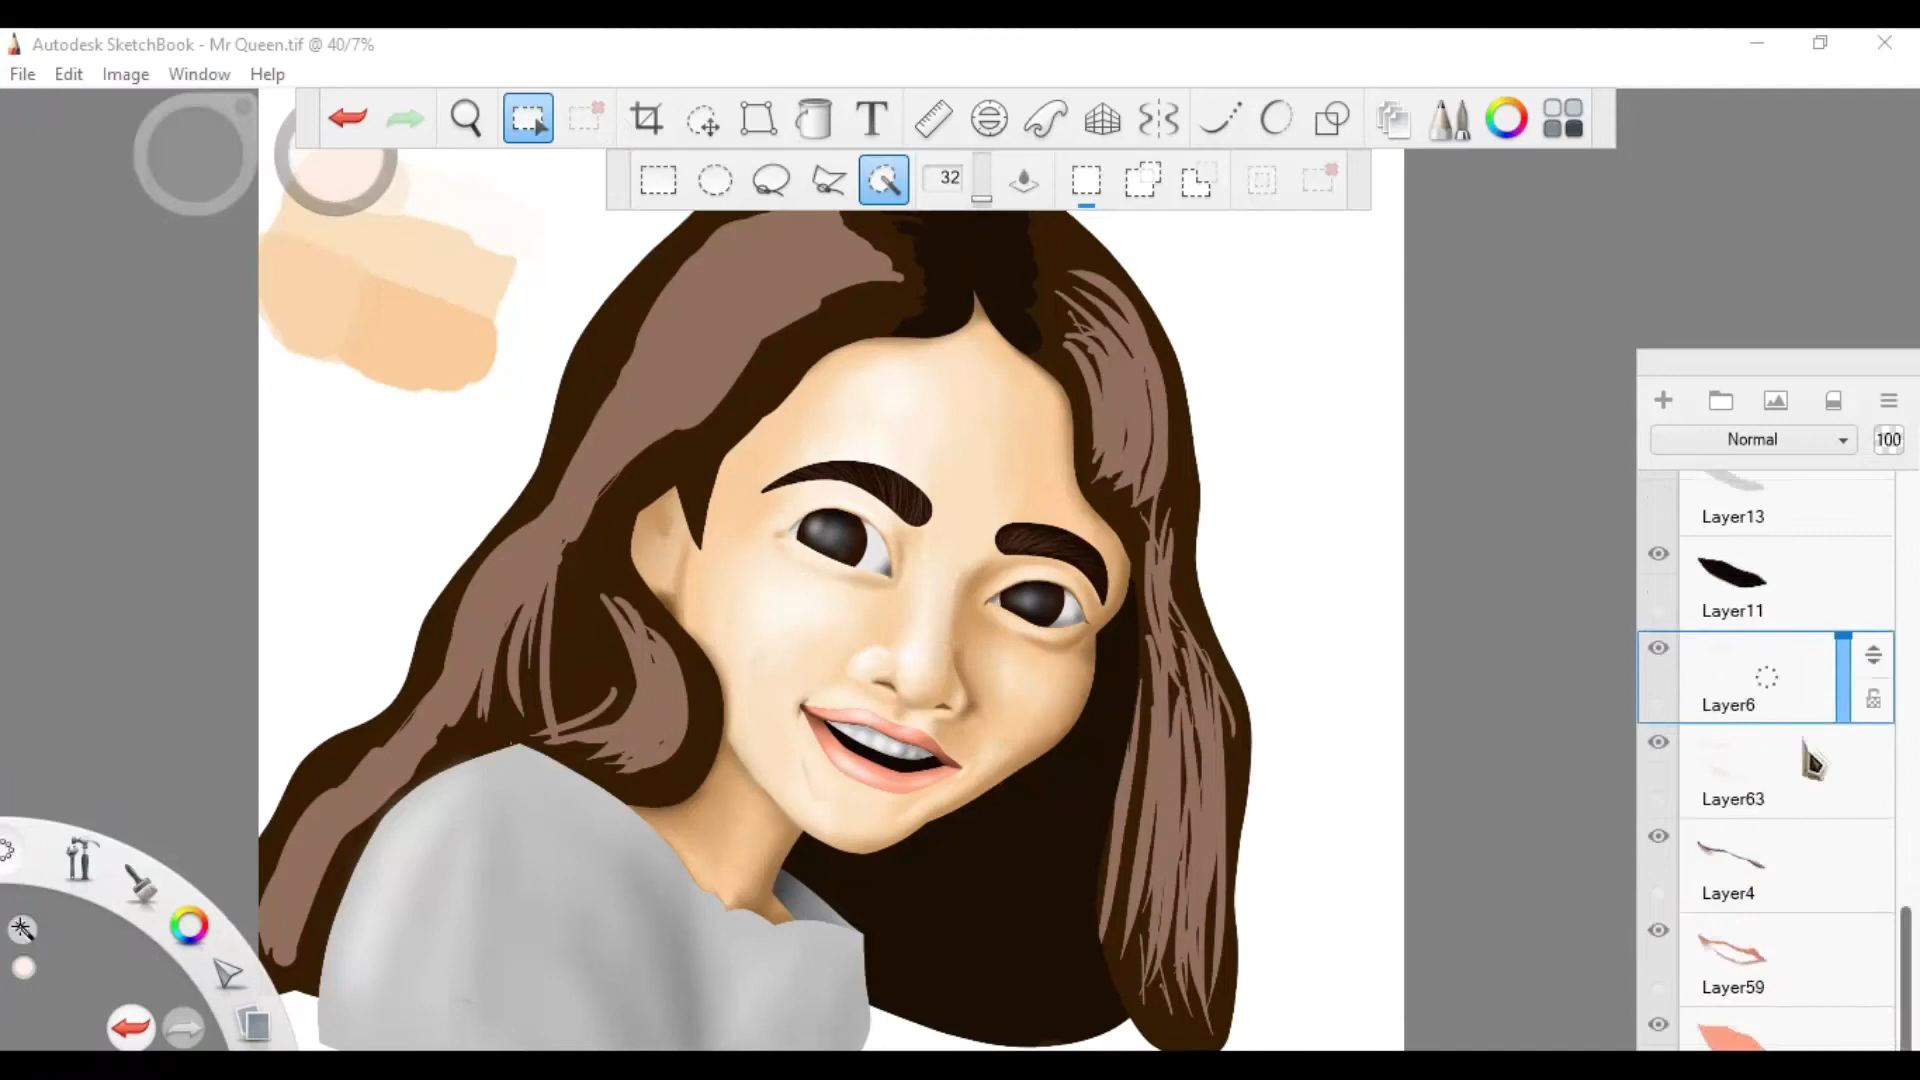 Autodesk SketchBook - Mr Queen.tif @ 40/7%
File Edit Image Window Help
T
32
Normal 100
Layer13
Layer11
Layer6
Layer63
Layer4
Layer59